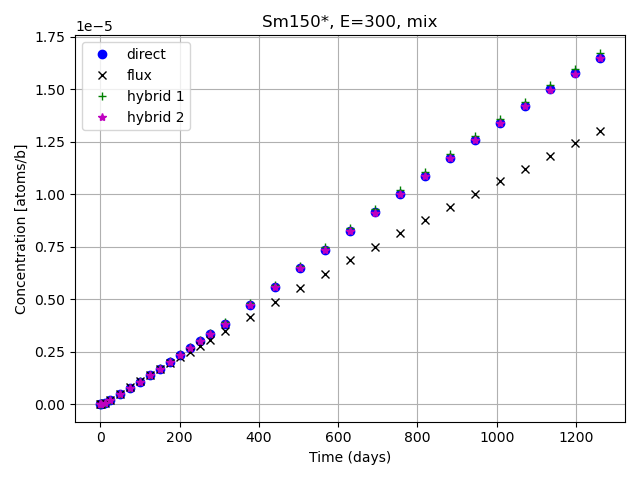 Sm150*, E=300, mix
1e−5
direct
flux
hybrid 1
hybrid 2
Concentration [atoms/b]
1.75
1.50
1.25
1.00
0.75
0.50
0.25
0.00
0 200 400 600 800 1000 1200
Time (days)